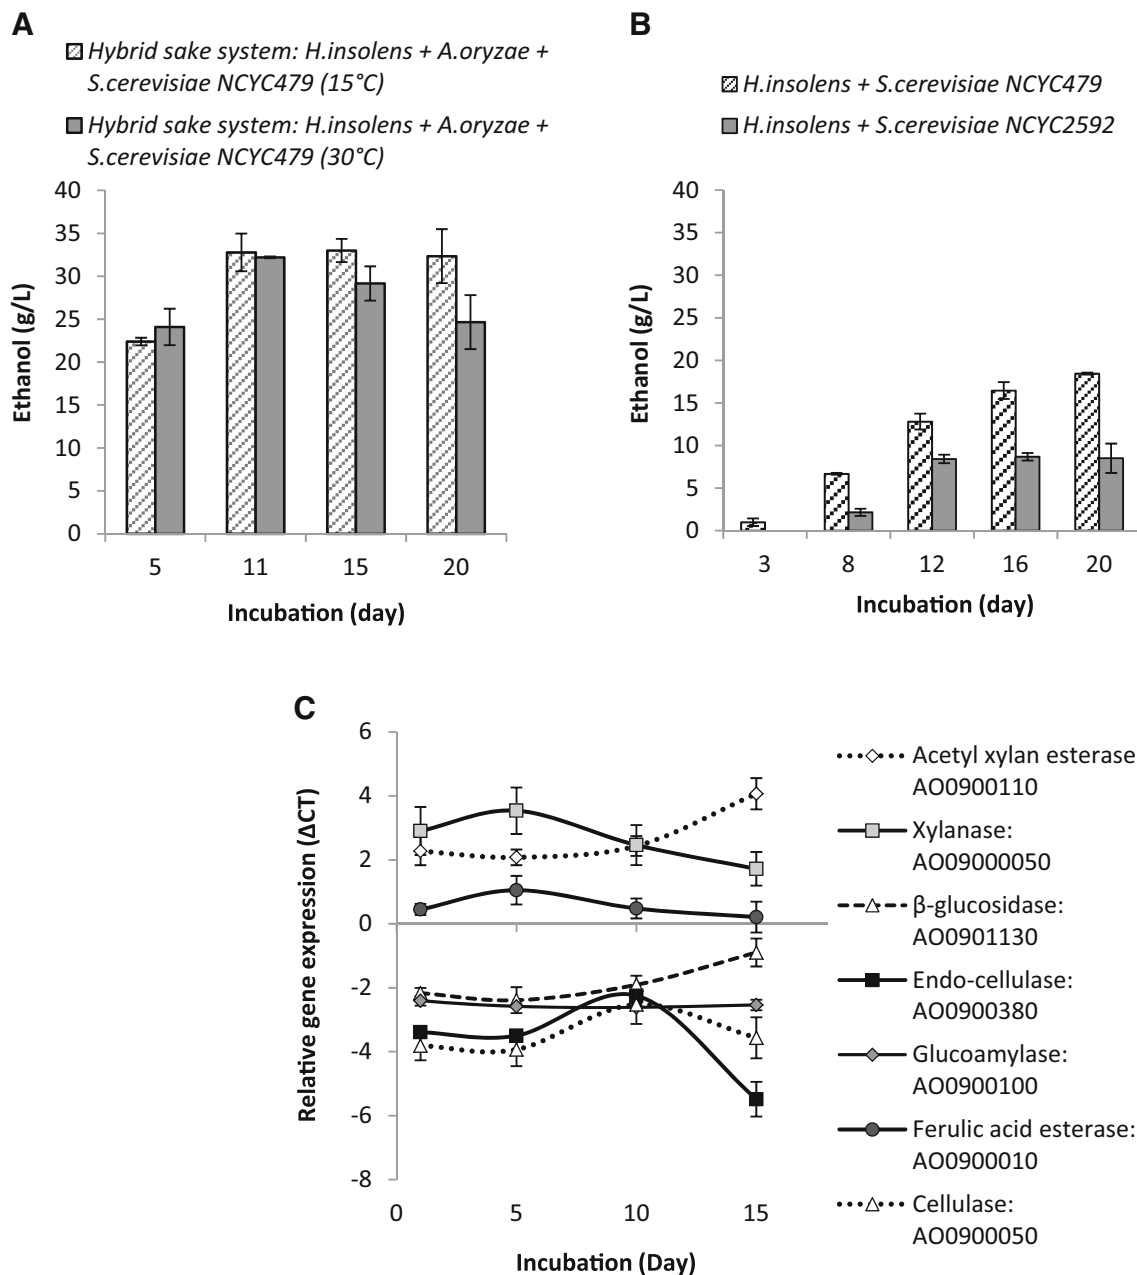 A
Hybrid sake system: H.insolens + A.oryzae +
S.cerevisiae NCYC479 (15°C)
Hybrid sake system: H.insolens + A.oryzae +
S.cerevisiae NCYC479 (30°C)
40
35
30
25
20
15
10
5
0
Ethanol (g/L)
5 11 15 20
Incubation (day)
B
H.insolens + S.cerevisiae NCYC479
H.insolens + S.cerevisiae NCYC2592
40
35
30
25
20
15
10
5
0
Ethanol (g/L)
3 8 12 16 20
Incubation (day)
C
6
4
2
0
-2
-4
-6
-8
Relative gene expression (ΔCT)
0 5 10 15
Incubation (Day)
Acetyl xylan esterase
AO0900110
Xylanase:
AO09000050
β-glucosidase:
AO0901130
Endo-cellulase:
AO0900380
Glucoamylase:
AO0900100
Ferulic acid esterase:
AO0900010
Cellulase:
AO0900050